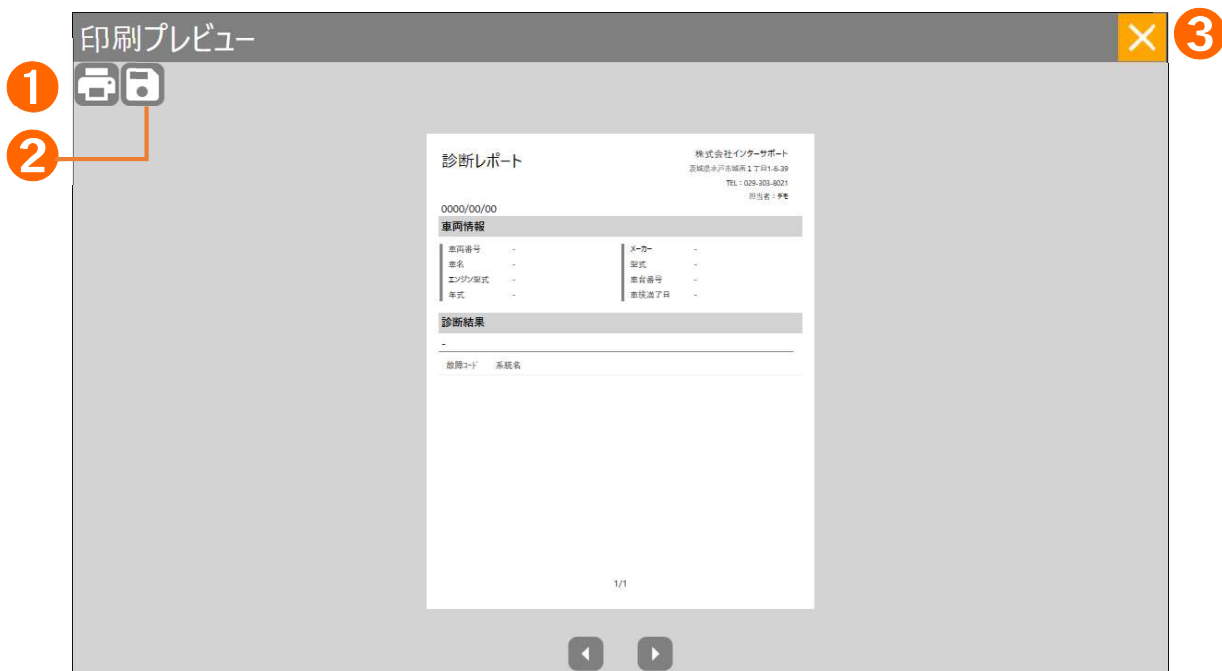 印刷プレビュー
3
1
2
診断レポート
株式会社インターサポート
茨城県水戸市城南1丁目1-6-39
TEL：029-303-8021
担当者：デモ
0000/00/00
車両情報
車両番号 - メーカー -
車名 - 型式 -
エンジン型式 - 車台番号 -
年式 - 車検満了日 -
診断結果
-
故障コード 系統名
1/1